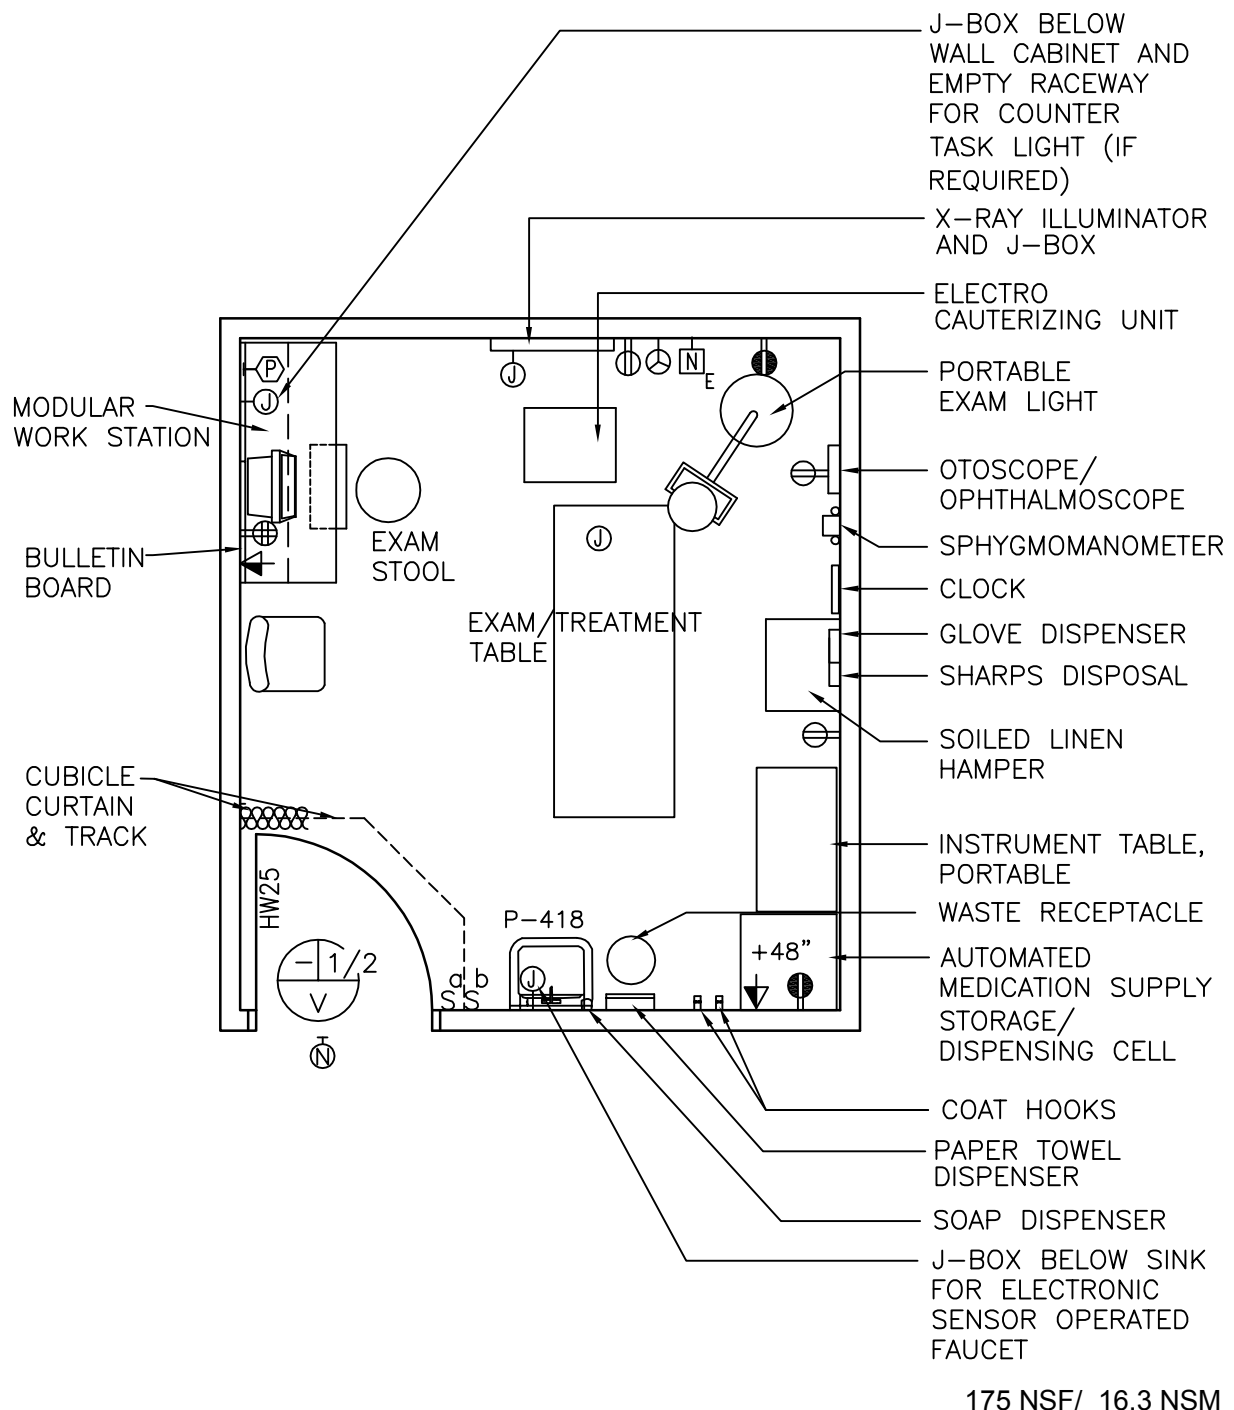 J-BOX BELOW
WALL CABINET AND
EMPTY RACEWAY
FOR COUNTER
TASK LIGHT (IF
REQUIRED)
X-RAY ILLUMINATOR
AND J-BOX
ELECTRO
CAUTERIZING UNIT
PORTABLE
EXAM LIGHT
OTOSCOPE/
OPHTHALMOSCOPE
SPHYGMOMANOMETER
CLOCK
GLOVE DISPENSER
SHARPS DISPOSAL
SOILED LINEN
HAMPER
INSTRUMENT TABLE,
PORTABLE
WASTE RECEPTACLE
AUTOMATED
MEDICATION SUPPLY
STORAGE/
DISPENSING CELL
COAT HOOKS
PAPER TOWEL
DISPENSER
SOAP DISPENSER
J-BOX BELOW SINK
FOR ELECTRONIC
SENSOR OPERATED
FAUCET
MODULAR
WORK STATION
BULLETIN
BOARD
CUBICLE
CURTAIN
& TRACK
P
J
J
N
E
EXAM
STOOL
J
EXAM/TREATMENT
TABLE
HW25
P-418
+48"
- 1/2
V
N
a b
S S
J
175 NSF/ 16.3 NSM